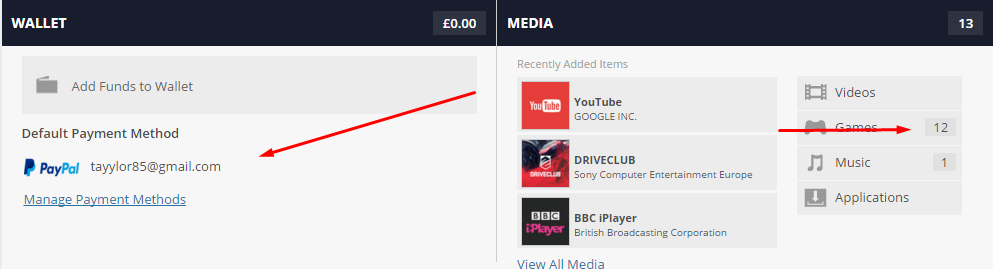 WALLET
£0.00
Add Funds to Wallet
Default Payment Method
PayPal tayylor85@gmail.com
Manage Payment Methods
MEDIA
13
Recently Added Items
YouTube
YouTube
GOOGLE INC.
DRIVECLUB
DRIVECLUB
Sony Computer Entertainment Europe
BBC
iPlayer
BBC iPlayer
British Broadcasting Corporation
View All Media
Videos
Games 12
Music 1
Applications